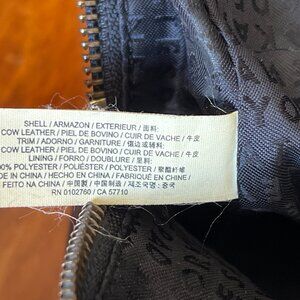 SHELL / ARMAZON / EXTERIEUR / 面料:
COW LEATHER / PIEL DE BOVINO / CUIR DE VACHE / 牛皮
TRIM / ADORNO / GARNITURE / 镶边或辅料:
COW LEATHER / PIEL DE BOVINO / CUIR DE VACHE / 牛皮
LINING / FORRO / DOUBLURE / 里料:
100% POLYESTER / POLIÉSTER / POLYESTER / 聚酯纤维
MADE IN CHINA / HECHO EN CHINA / FABRIQUÉ EN CHINE /
FEITO NA CHINA / 中国製 / 中国制造 / 제조국명 : 중국
RN 0102760 / CA 57710